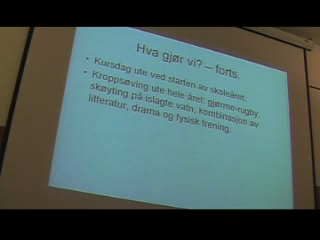 Hva gjør vi? – forts.
• Kursdag ute ved starten av skoleåret.
• Kroppsøving ute hele året: gjørme-rugby,
skøyting på islagte vatn, kombinasjon av
litteratur, drama og fysisk trening.